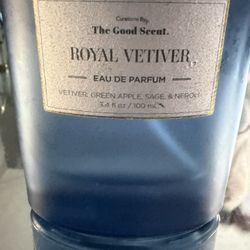 Curations By
The Good Scent.
ROYAL VETIVER
EAU DE PARFUM
VETIVER, GREEN APPLE, SAGE, & NEROLI
3.4 fl oz / 100 mL